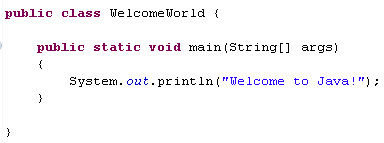 public class WelcomeWorld {
public static void main(String[] args)
{
System.out.println("Welcome to Java!");
}
}